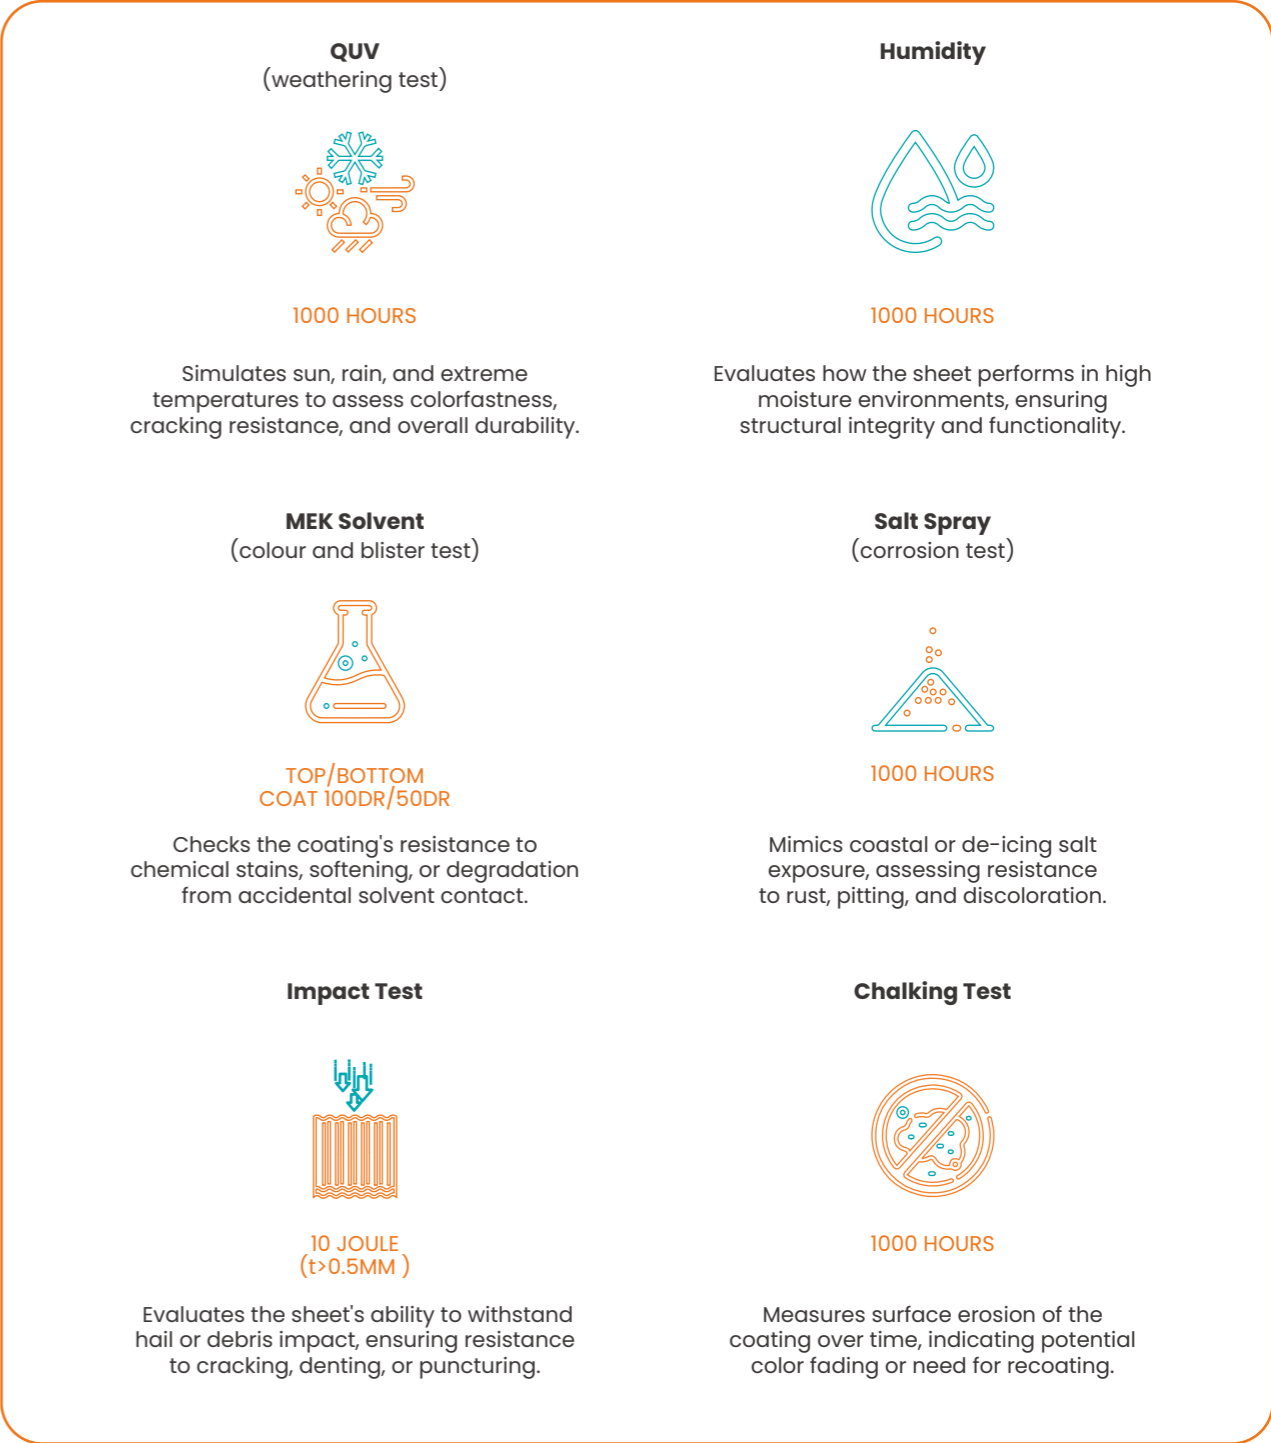 QUV
(weathering test)
1000 HOURS
Simulates sun, rain, and extreme
temperatures to assess colorfastness,
cracking resistance, and overall durability.
Humidity
1000 HOURS
Evaluates how the sheet performs in high
moisture environments, ensuring
structural integrity and functionality.
MEK Solvent
(colour and blister test)
TOP/BOTTOM
COAT 100DR/50DR
Checks the coating's resistance to
chemical stains, softening, or degradation
from accidental solvent contact.
Salt Spray
(corrosion test)
1000 HOURS
Mimics coastal or de-icing salt
exposure, assessing resistance
to rust, pitting, and discoloration.
Impact Test
10 JOULE
(t>0.5MM )
Evaluates the sheet's ability to withstand
hail or debris impact, ensuring resistance
to cracking, denting, or puncturing.
Chalking Test
1000 HOURS
Measures surface erosion of the
coating over time, indicating potential
color fading or need for recoating.